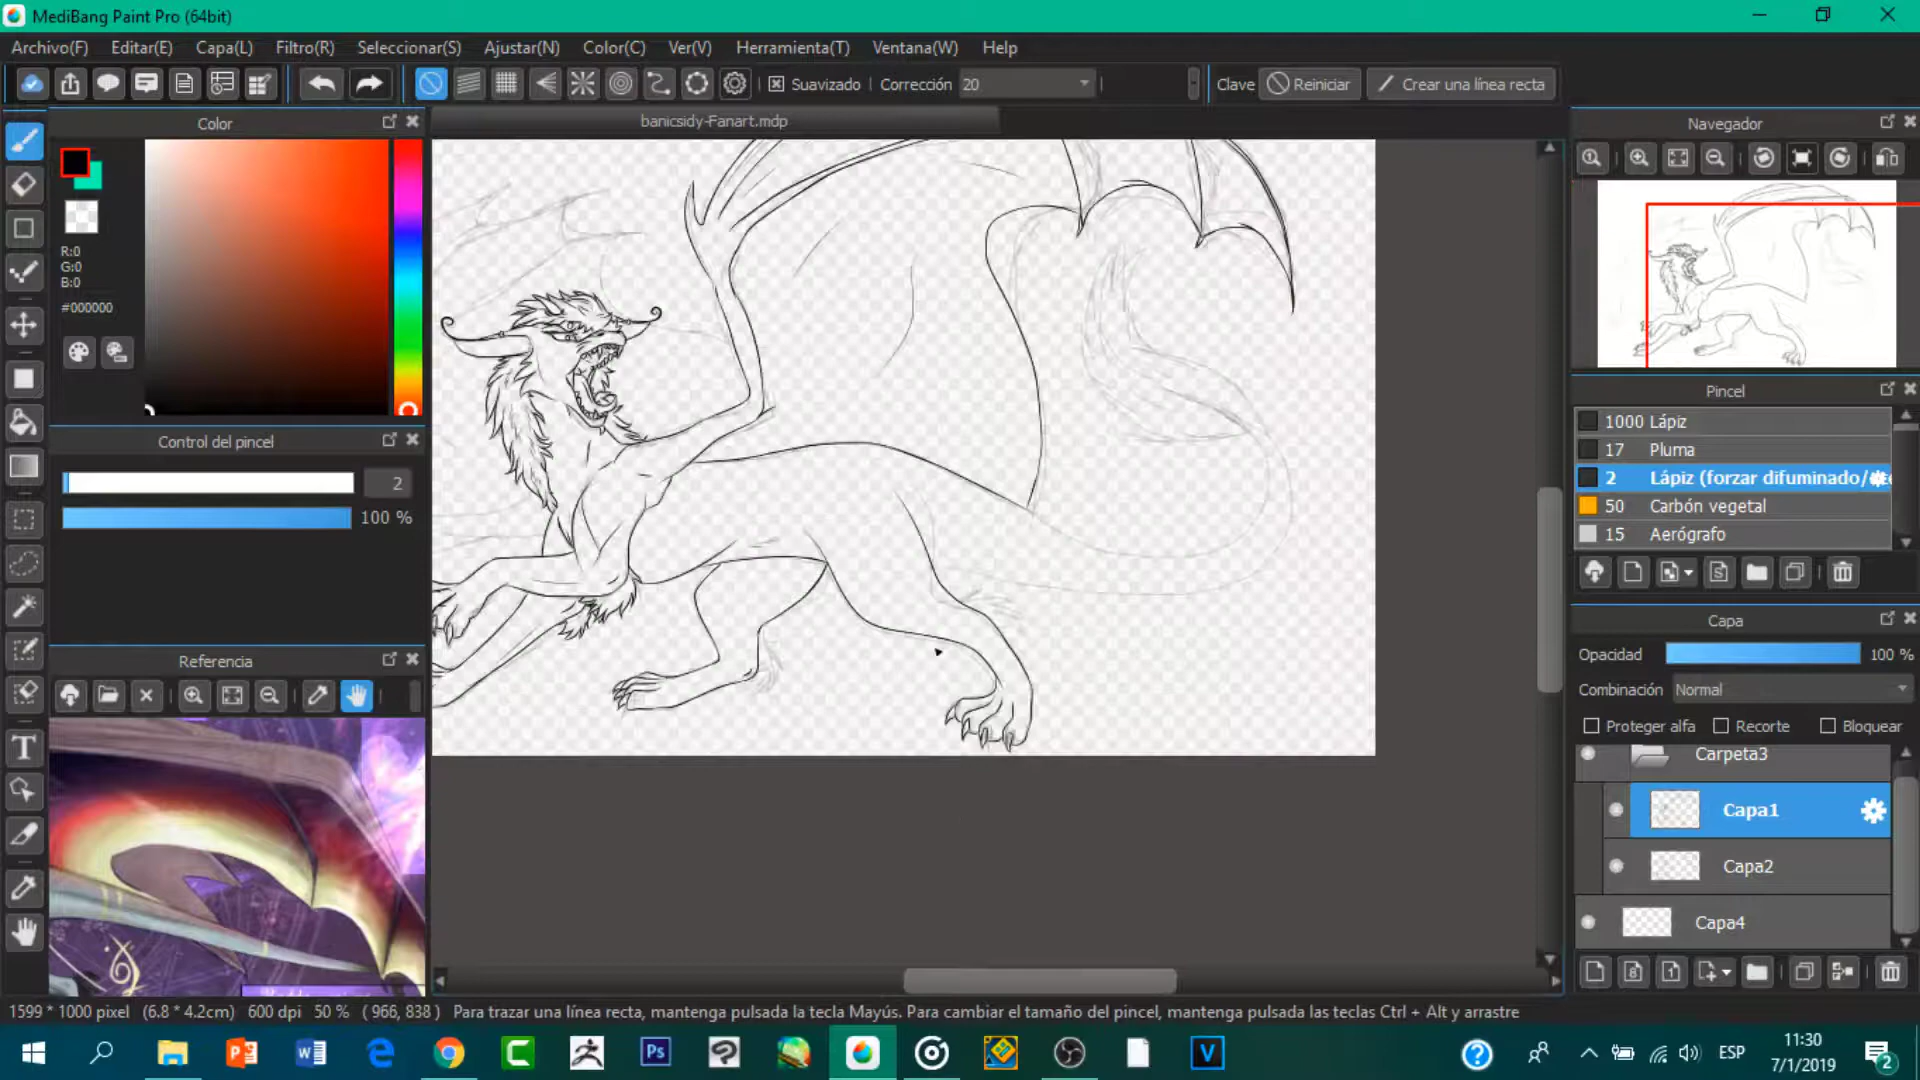 MediBang Paint Pro (64bit)
Archivo(F) Editar(E) Capa(L) Filtro(R) Seleccionar(S) Ajustar(N) Color(C) Ver(V) Herramienta(T) Ventana(W) Help
Suavizado Corrección 20 Clave Reiniciar Crear una línea recta
Color
banicsidy-Fanart.mdp
Navegador
R:0
G:0
B:0
#000000
Control del pincel
2
100 %
Pincel
1000 Lápiz
17 Pluma
2 Lápiz (forzar difuminado/
50 Carbón vegetal
15 Aerógrafo
Referencia
Capa
Opacidad 100 %
Combinación Normal
Proteger alfa Recorte Bloquear
Carpeta3
Capa1
Capa2
Capa4
1599 * 1000 pixel (6.8 * 4.2cm) 600 dpi 50 % ( 966, 838 ) Para trazar una línea recta, mantenga pulsada la tecla Mayús. Para cambiar el tamaño del pincel, mantenga pulsadas las teclas Ctrl + Alt y arrastre
ESP
11:30
7/1/2019
2